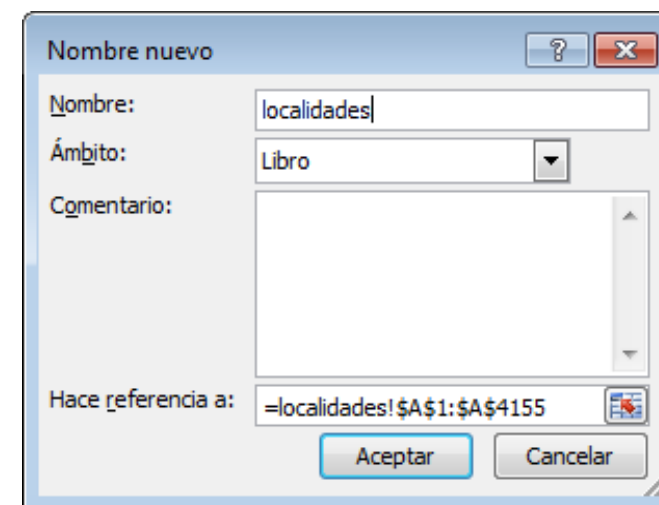 Nombre nuevo
Nombre: localidades
Ámbito: Libro
Comentario:
Hace referencia a: =localidades!$A$1:$A$4155
Aceptar Cancelar